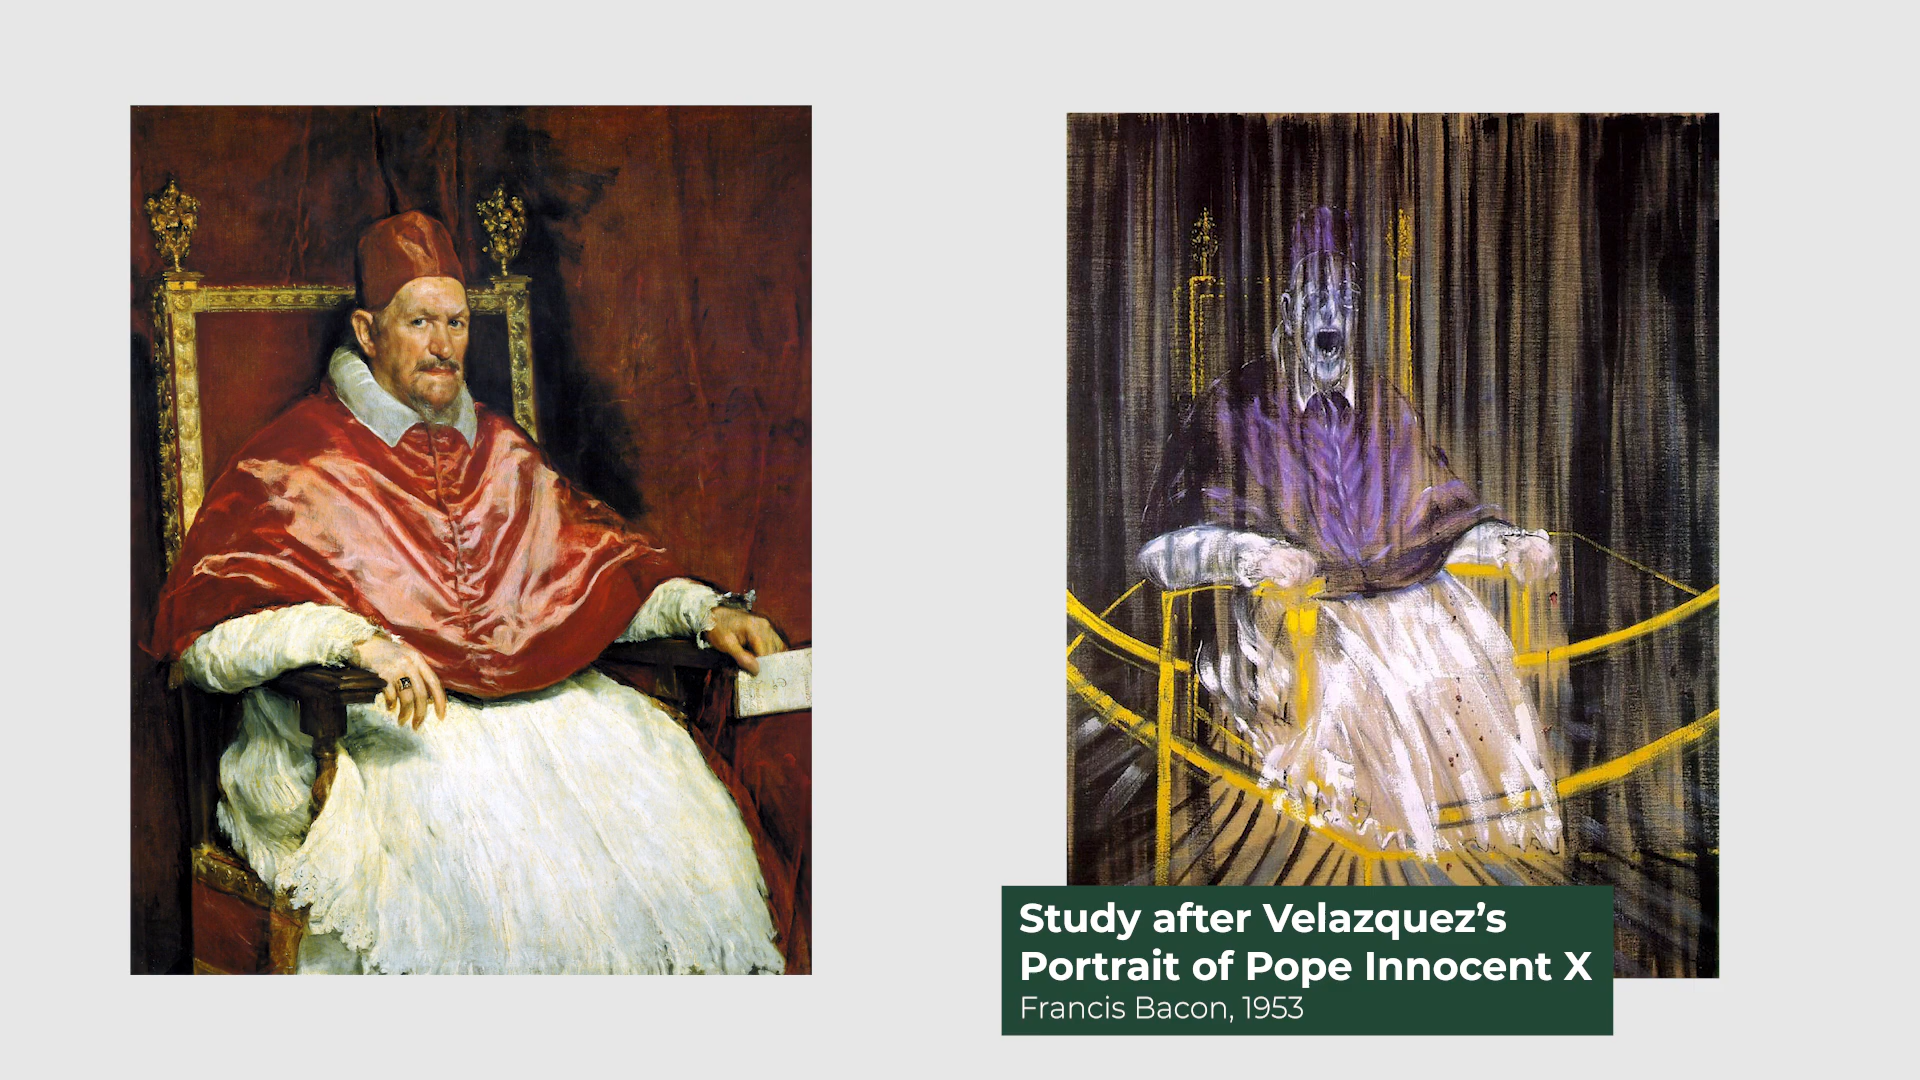 Study after Velazquez’s
Portrait of Pope Innocent X
Francis Bacon, 1953